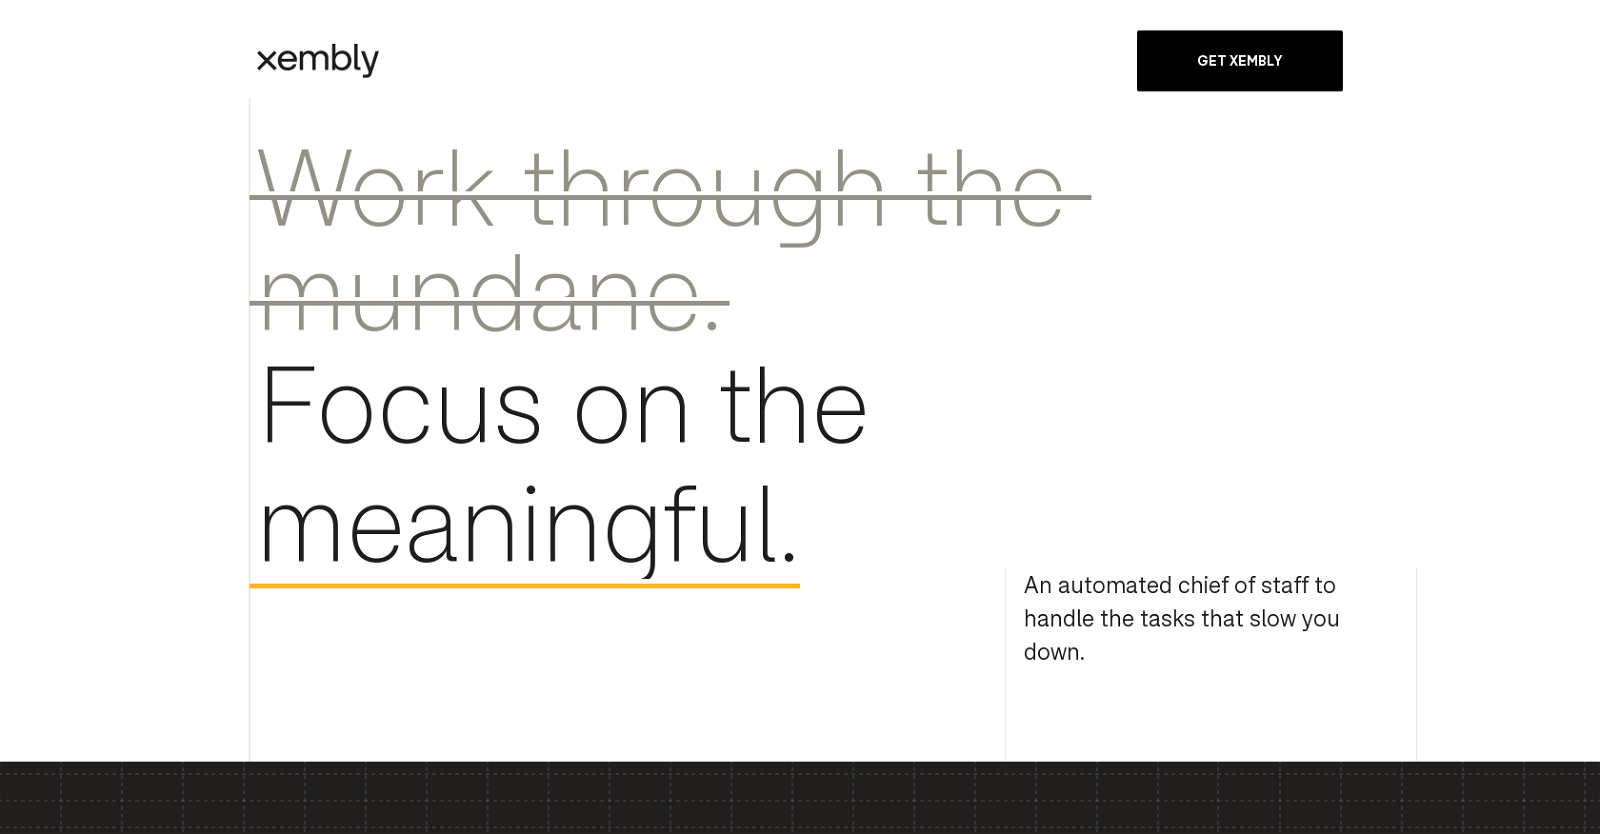 xembly
GET XEMBLY
Work through the
mundane.
Focus on the
meaningful.
An automated chief of staff to
handle the tasks that slow you
down.